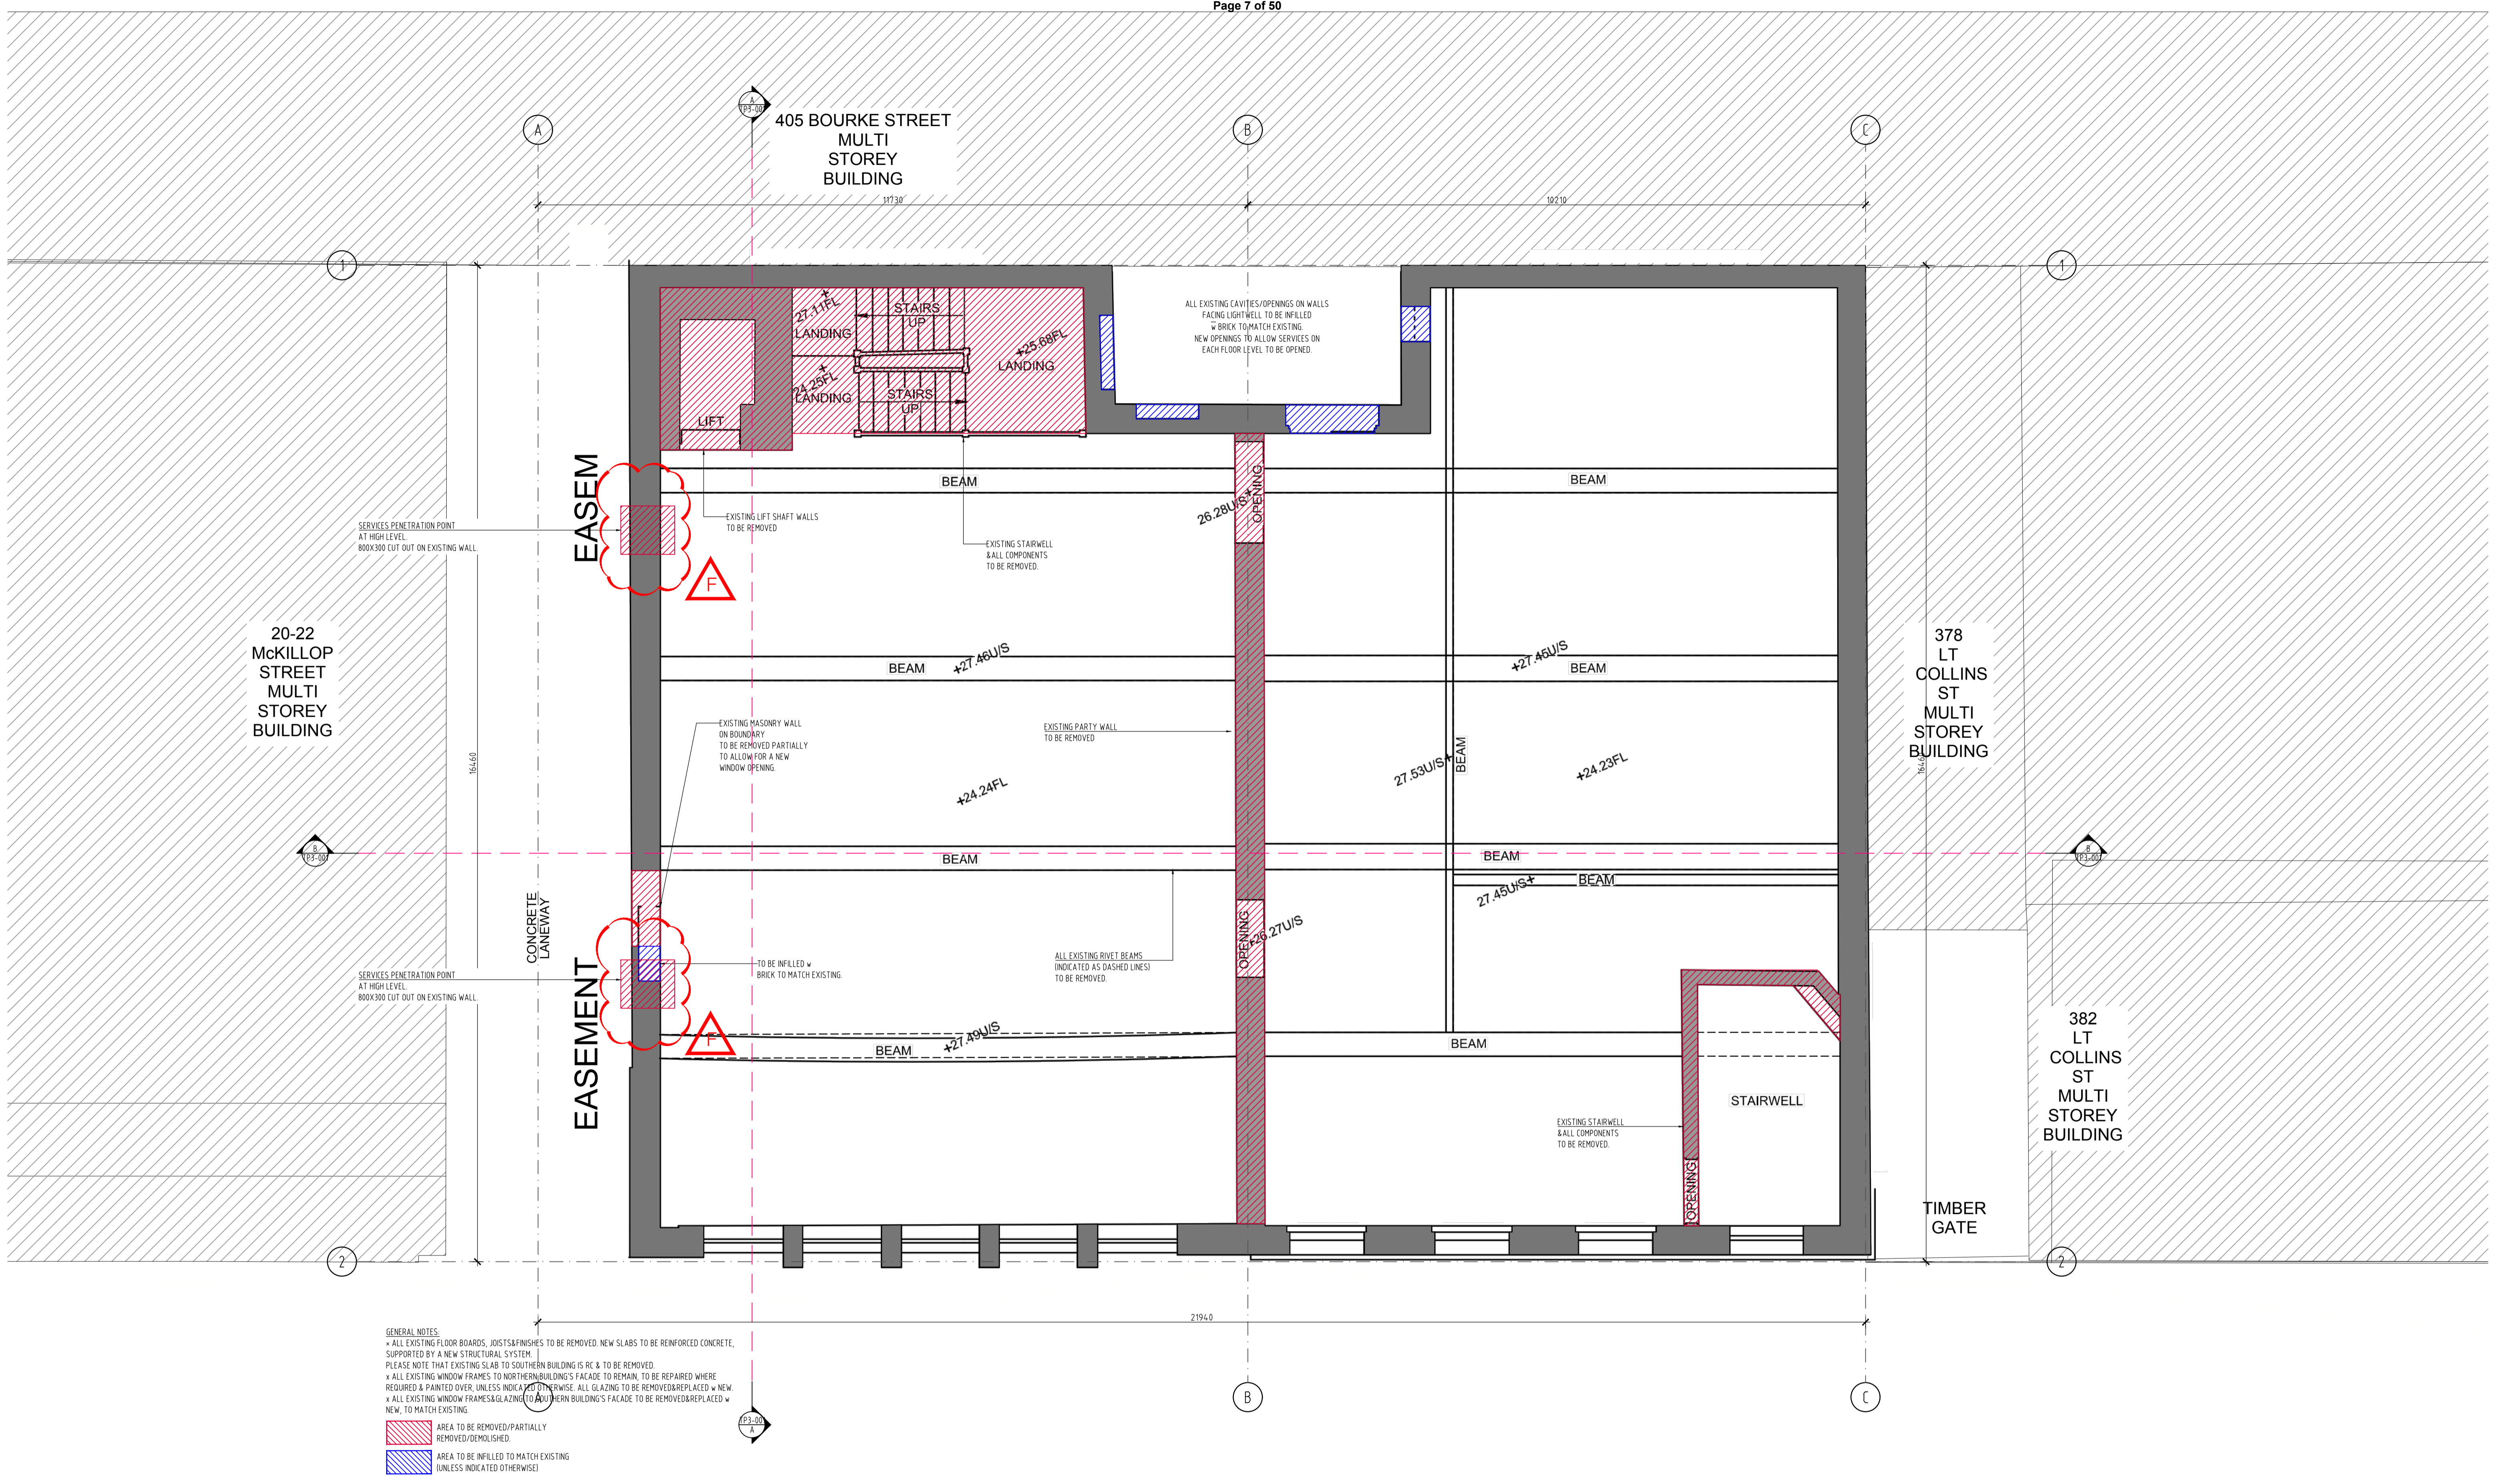 Page 7 of 50
A
TP3-001
405 BOURKE STREET
MULTI
STOREY
BUILDING
A
B
C
11730
10210
1
1
27.11FL
LANDING
STAIRS
UP
+25.68FL
LANDING
24.25FL
LANDING
STAIRS
UP
LIFT
ALL EXISTING CAVITIES/OPENINGS ON WALLS
FACING LIGHTWELL TO BE INFILLED
w BRICK TO MATCH EXISTING.
NEW OPENINGS TO ALLOW SERVICES ON
EACH FLOOR LEVEL TO BE OPENED.
EASEM
BEAM
BEAM
OPENING
26.28U/S+
SERVICES PENETRATION POINT
AT HIGH LEVEL.
800X300 CUT OUT ON EXISTING WALL.
EXISTING LIFT SHAFT WALLS
TO BE REMOVED
EXISTING STAIRWELL
&ALL COMPONENTS
TO BE REMOVED.
F
20-22
McKILLOP
STREET
MULTI
STOREY
BUILDING
378
LT
COLLINS
ST
MULTI
STOREY
BUILDING
BEAM
+27.46U/S
+27.45U/S
BEAM
EXISTING MASONRY WALL
ON BOUNDARY
TO BE REMOVED PARTIALLY
TO ALLOW FOR A NEW
WINDOW OPENING.
EXISTING PARTY WALL
TO BE REMOVED
16460
16460
27.53U/S+
BEAM
+24.23FL
+24.24FL
B
TP3-001
B
TP3-001
BEAM
BEAM
BEAM
27.45U/S+
CONCRETE
LANEWAY
OPENING
+26.27U/S
ALL EXISTING RIVET BEAMS
(INDICATED AS DASHED LINES)
TO BE REMOVED.
TO BE INFILLED w
BRICK TO MATCH EXISTING.
SERVICES PENETRATION POINT
AT HIGH LEVEL.
800X300 CUT OUT ON EXISTING WALL.
EASEMENT
F
BEAM
+27.49U/S
BEAM
382
LT
COLLINS
ST
MULTI
STOREY
BUILDING
STAIRWELL
EXISTING STAIRWELL
&ALL COMPONENTS
TO BE REMOVED.
OPENING
TIMBER
GATE
2
2
21940
GENERAL NOTES:
x ALL EXISTING FLOOR BOARDS, JOISTS&FINISHES TO BE REMOVED. NEW SLABS TO BE REINFORCED CONCRETE,
SUPPORTED BY A NEW STRUCTURAL SYSTEM.
PLEASE NOTE THAT EXISTING SLAB TO SOUTHERN BUILDING IS RC & TO BE REMOVED.
x ALL EXISTING WINDOW FRAMES TO NORTHERN BUILDING'S FACADE TO REMAIN, TO BE REPAIRED WHERE
REQUIRED & PAINTED OVER, UNLESS INDICATED OTHERWISE. ALL GLAZING TO BE REMOVED&REPLACED w NEW.
x ALL EXISTING WINDOW FRAMES&GLAZING TO SOUTHERN BUILDING'S FACADE TO BE REMOVED&REPLACED w
NEW, TO MATCH EXISTING.
A
B
C
TP3-001
A
AREA TO BE REMOVED/PARTIALLY
REMOVED/DEMOLISHED.
AREA TO BE INFILLED TO MATCH EXISTING
(UNLESS INDICATED OTHERWISE)